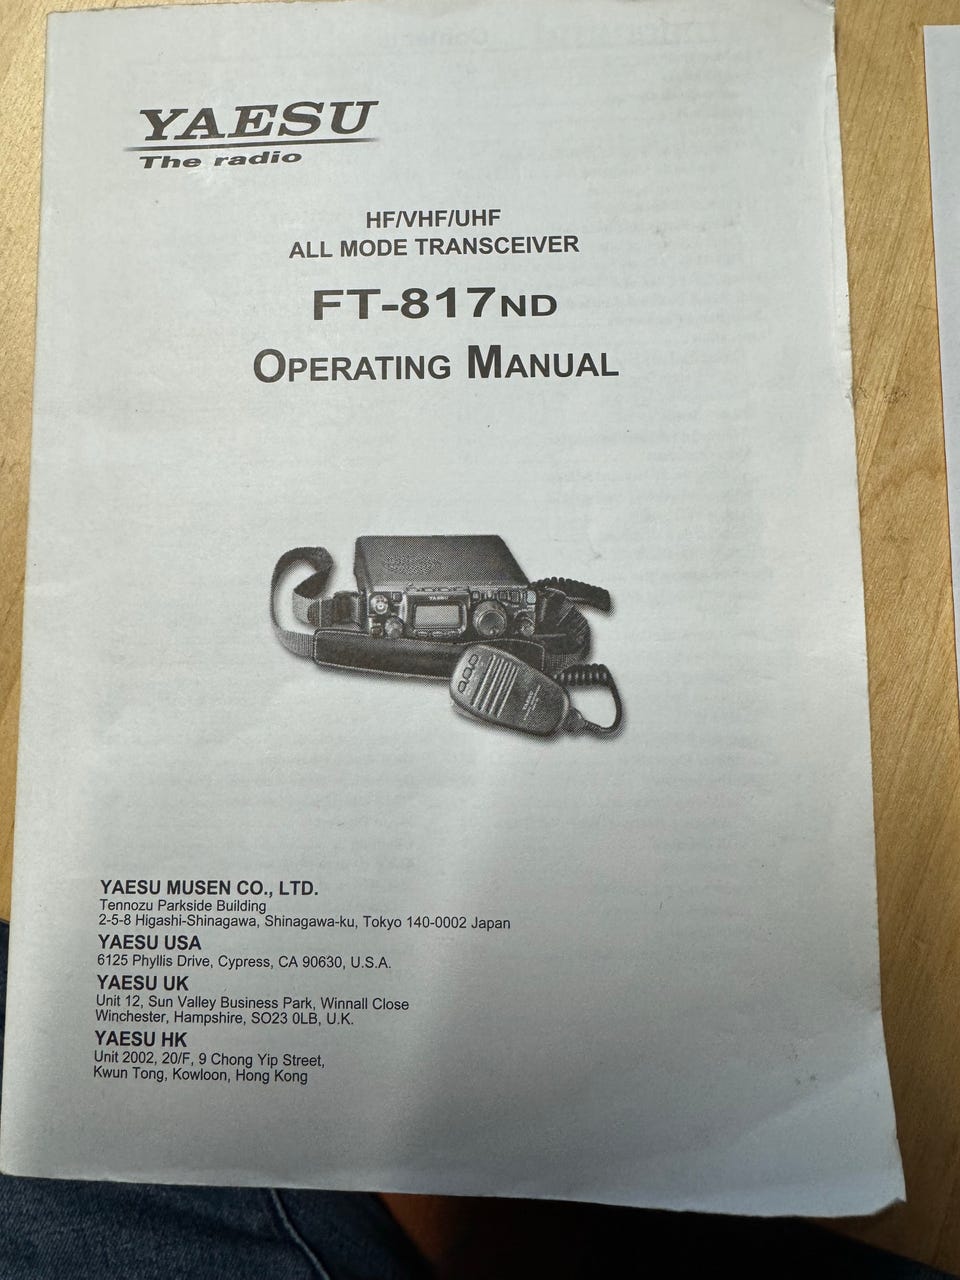 YAESU
The radio
HF/VHF/UHF
ALL MODE TRANSCEIVER
FT-817ND
OPERATING MANUAL
YAESU
YAESU
YAESU MUSEN CO., LTD.
Tennozu Parkside Building
2-5-8 Higashi-Shinagawa, Shinagawa-ku, Tokyo 140-0002 Japan
YAESU USA
6125 Phyllis Drive, Cypress, CA 90630, U.S.A.
YAESU UK
Unit 12, Sun Valley Business Park, Winnall Close
Winchester, Hampshire, SO23 0LB, U.K.
YAESU HK
Unit 2002, 20/F, 9 Chong Yip Street,
Kwun Tong, Kowloon, Hong Kong